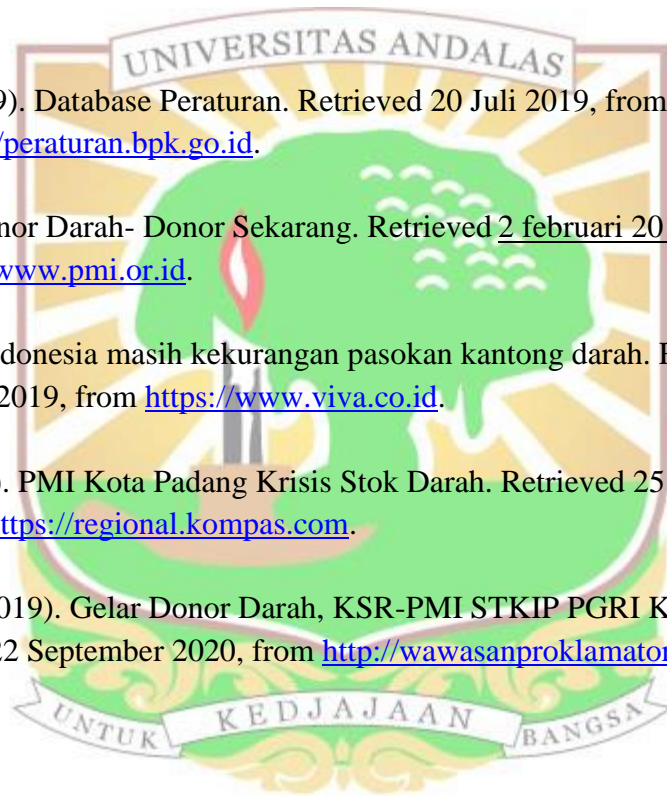 UNIVERSITAS ANDALAS
9). Database Peraturan. Retrieved 20 Juli 2019, from
/peraturan.bpk.go.id.
nor Darah- Donor Sekarang. Retrieved 2 februari 20
www.pmi.or.id.
donesia masih kekurangan pasokan kantong darah.
2019, from https://www.viva.co.id.
). PMI Kota Padang Krisis Stok Darah. Retrieved 25
ttps://regional.kompas.com.
019). Gelar Donor Darah, KSR-PMI STKIP PGRI K
22 September 2020, from http://wawasanproklamator
UNTUK KEDJAJAAN BANGSA